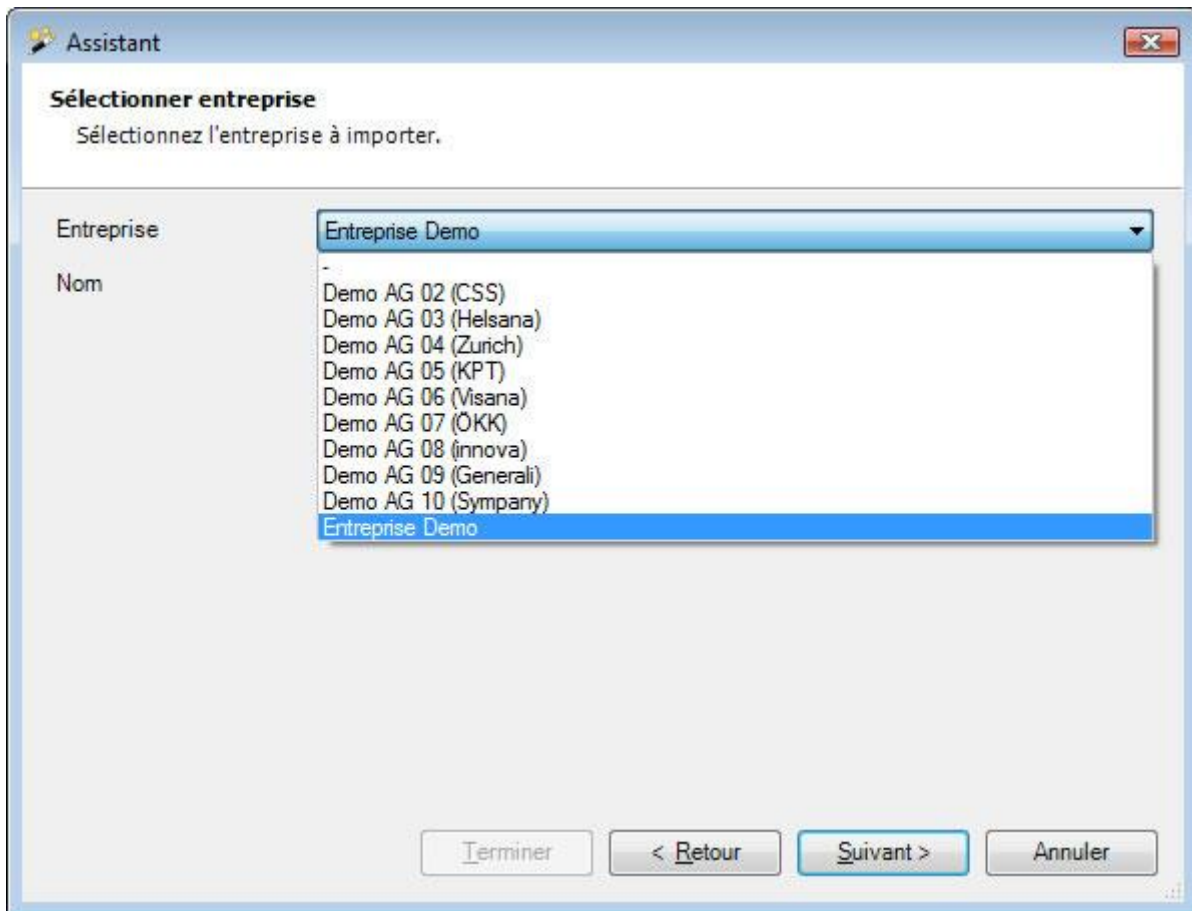 Assistant
Sélectionner entreprise
Sélectionnez l'entreprise à importer.
Entreprise
Entreprise Demo
Nom
-
Demo AG 02 (CSS)
Demo AG 03 (Helsana)
Demo AG 04 (Zurich)
Demo AG 05 (KPT)
Demo AG 06 (Visana)
Demo AG 07 (ÖKK)
Demo AG 08 (innova)
Demo AG 09 (Generali)
Demo AG 10 (Sympany)
Entreprise Demo
Terminer < Retour Suivant > Annuler